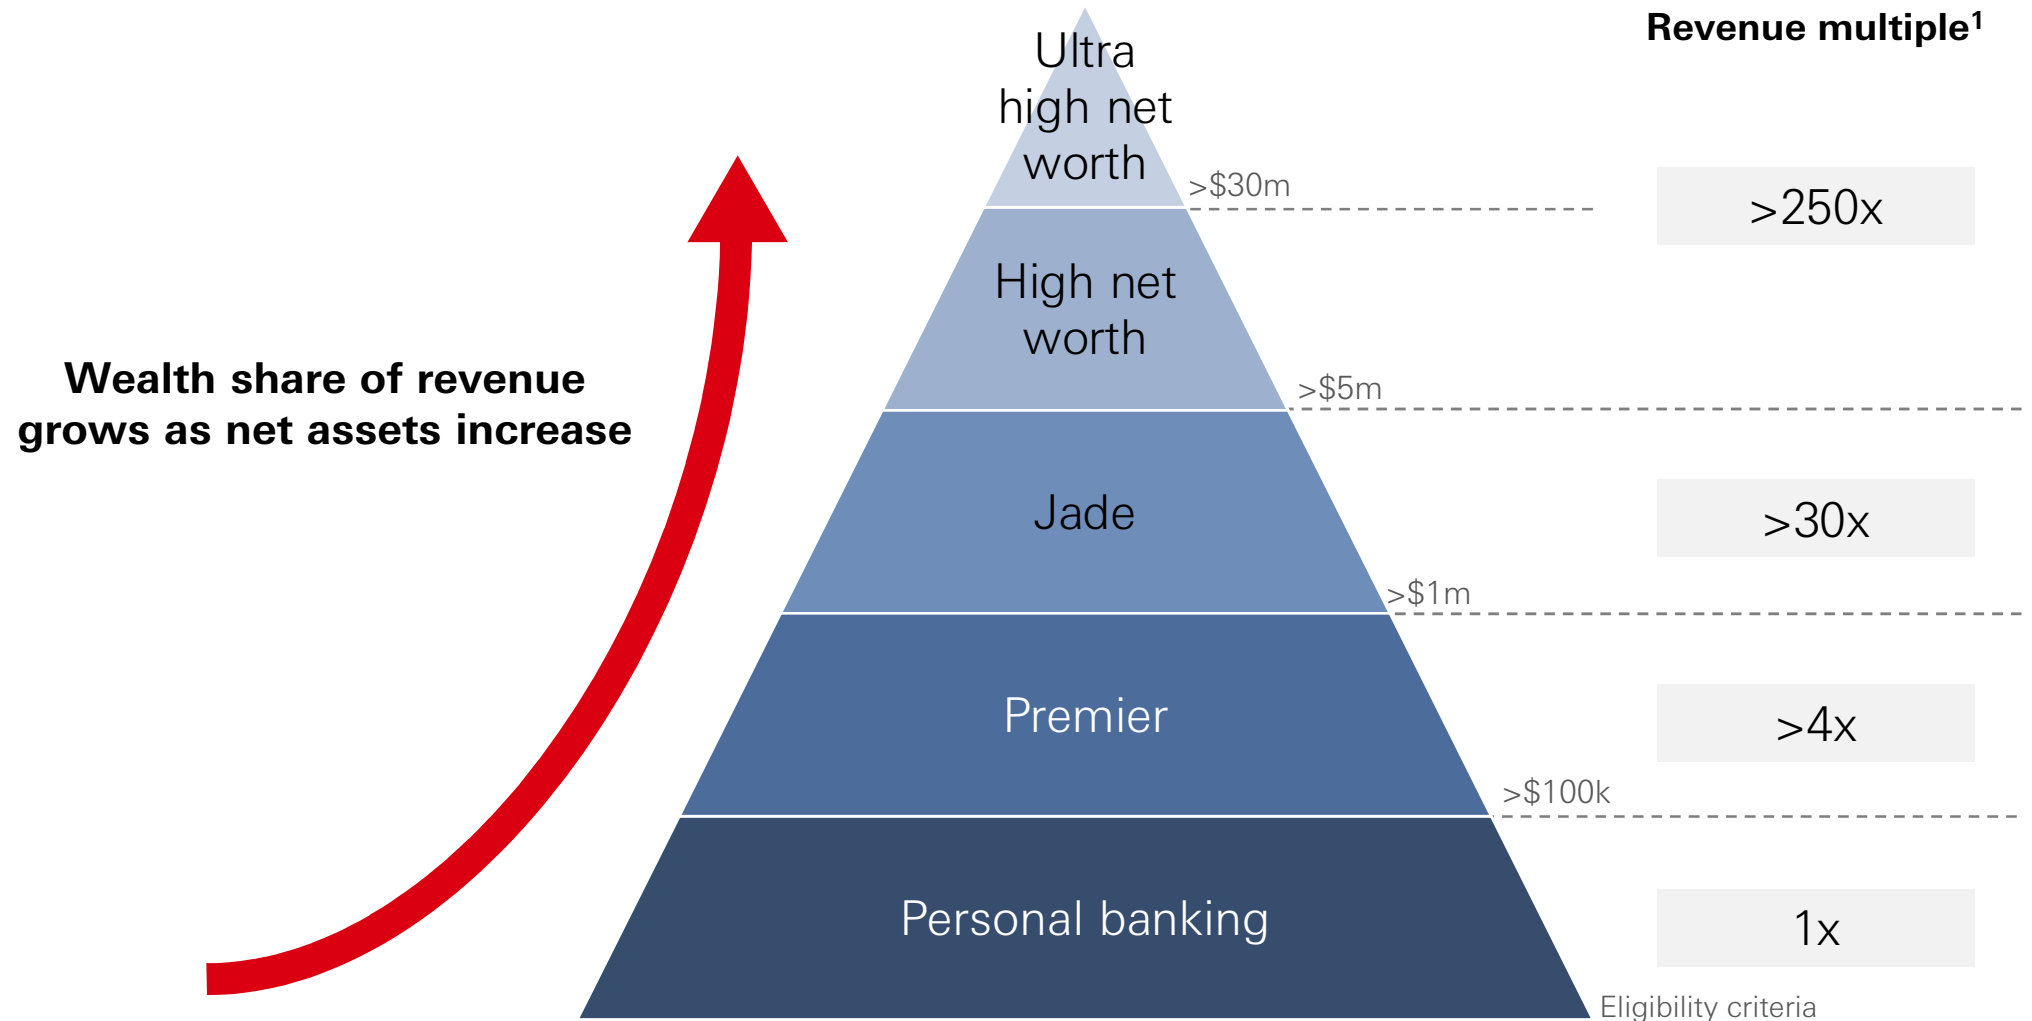 Revenue multiple¹
Ultra
high net
worth
>$30m
>250x
High net
worth
>$5m
Wealth share of revenue
grows as net assets increase
Jade
>30x
>$1m
Premier
>4x
>$100k
Personal banking
1x
Eligibility criteria